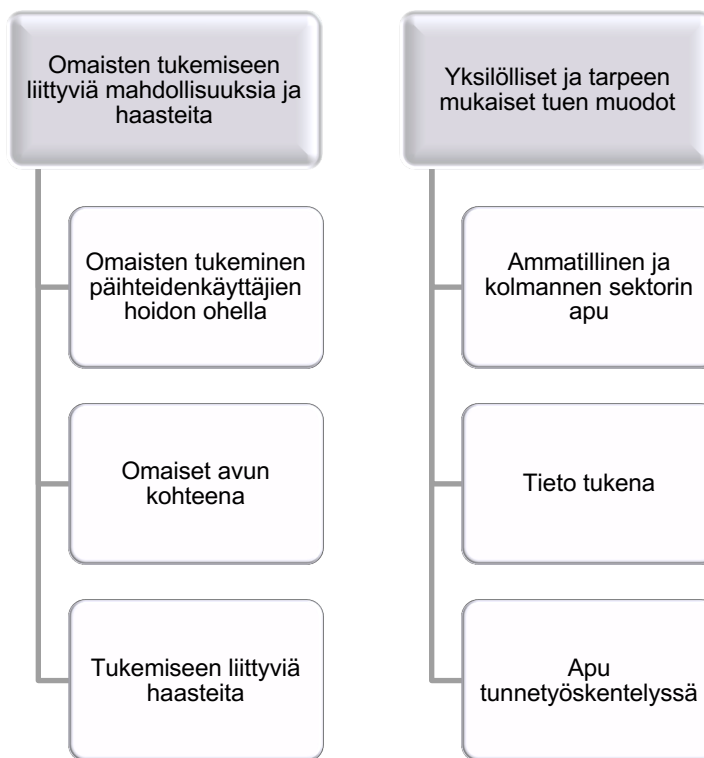 Omaisten tukemiseen
liittyviä mahdollisuuksia ja
haasteita
Omaisten tukeminen
päihteidenkäyttäjien
hoidon ohella
Omaiset avun
kohteena
Tukemiseen liittyviä
haasteita
Yksilölliset ja tarpeen
mukaiset tuen muodot
Ammatillinen ja
kolmannen sektorin
apu
Tieto tukena
Apu
tunnetyöskentelyssä